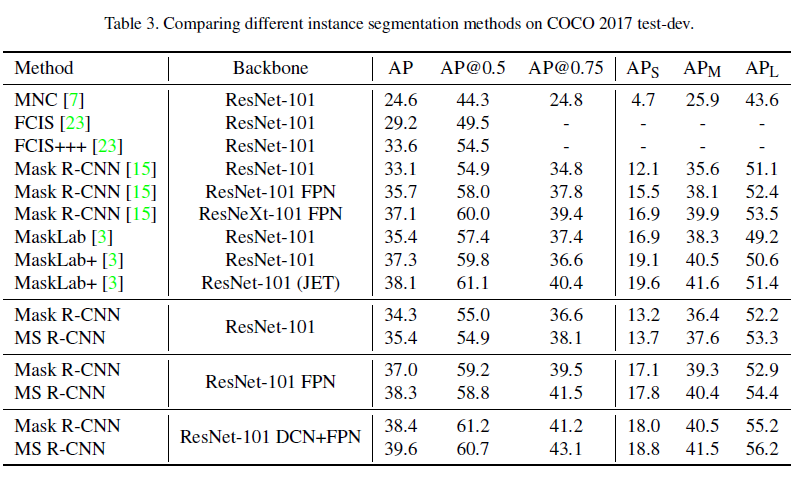 Table 3. Comparing different instance segmentation methods on COCO 2017 test-dev.
Method Backbone AP AP@0.5 AP@0.75 APS APM APL
MNC [7] ResNet-101 24.6 44.3 24.8 4.7 25.9 43.6
FCIS [23] ResNet-101 29.2 49.5 - - - -
FCIS+++ [23] ResNet-101 33.6 54.5 - - - -
Mask R-CNN [15] ResNet-101 33.1 54.9 34.8 12.1 35.6 51.1
Mask R-CNN [15] ResNet-101 FPN 35.7 58.0 37.8 15.5 38.1 52.4
Mask R-CNN [15] ResNeXt-101 FPN 37.1 60.0 39.4 16.9 39.9 53.5
MaskLab [3] ResNet-101 35.4 57.4 37.4 16.9 38.3 49.2
MaskLab+ [3] ResNet-101 37.3 59.8 36.6 19.1 40.5 50.6
MaskLab+ [3] ResNet-101 (JET) 38.1 61.1 40.4 19.6 41.6 51.4
Mask R-CNN 34.3 55.0 36.6 13.2 36.4 52.2
ResNet-101
MS R-CNN 35.4 54.9 38.1 13.7 37.6 53.3
Mask R-CNN 37.0 59.2 39.5 17.1 39.3 52.9
ResNet-101 FPN
MS R-CNN 38.3 58.8 41.5 17.8 40.4 54.4
Mask R-CNN 38.4 61.2 41.2 18.0 40.5 55.2
ResNet-101 DCN+FPN
MS R-CNN 39.6 60.7 43.1 18.8 41.5 56.2